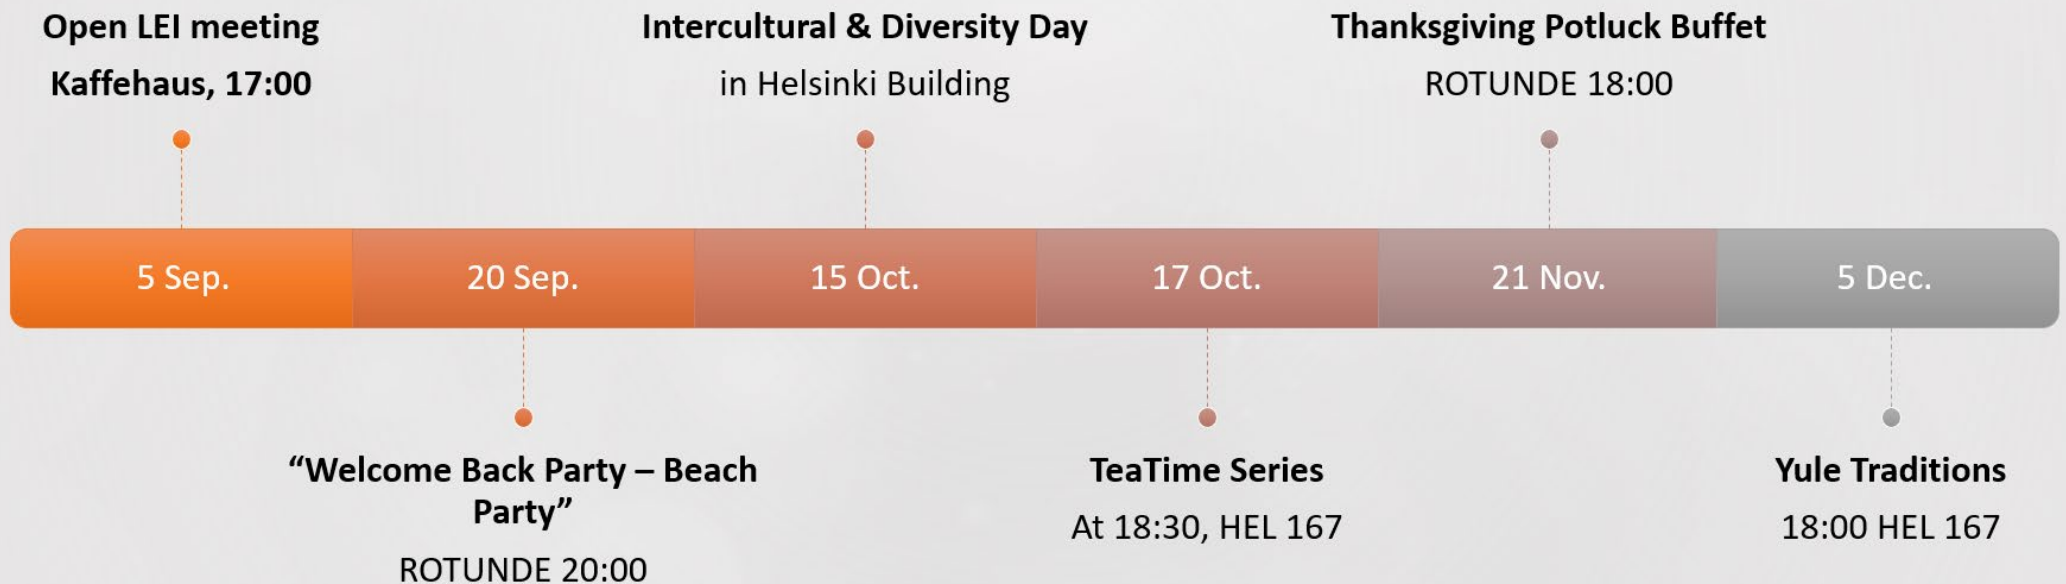 Open LEI meeting
Kaffehaus, 17:00
Intercultural & Diversity Day
in Helsinki Building
Thanksgiving Potluck Buffet
ROTUNDE 18:00
5 Sep.
20 Sep.
15 Oct.
17 Oct.
21 Nov.
5 Dec.
“Welcome Back Party – Beach
Party”
ROTUNDE 20:00
TeaTime Series
At 18:30, HEL 167
Yule Traditions
18:00 HEL 167